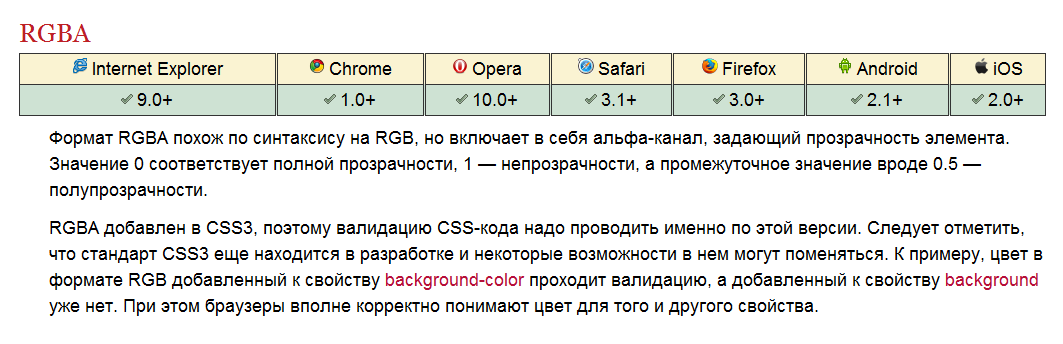 RGBA
Internet Explorer Chrome Opera Safari Firefox Android iOS
9.0+ 1.0+ 10.0+ 3.1+ 3.0+ 2.1+ 2.0+
Формат RGBA похож по синтаксису на RGB, но включает в себя альфа-канал, задающий прозрачность элемента.
Значение 0 соответствует полной прозрачности, 1 — непрозрачности, а промежуточное значение вроде 0.5 —
полупрозрачности.
RGBA добавлен в CSS3, поэтому валидацию CSS-кода надо проводить именно по этой версии. Следует отметить,
что стандарт CSS3 еще находится в разработке и некоторые возможности в нем могут поменяться. К примеру, цвет в
формате RGB добавленный к свойству background-color проходит валидацию, а добавленный к свойству background
уже нет. При этом браузеры вполне корректно понимают цвет для того и другого свойства.